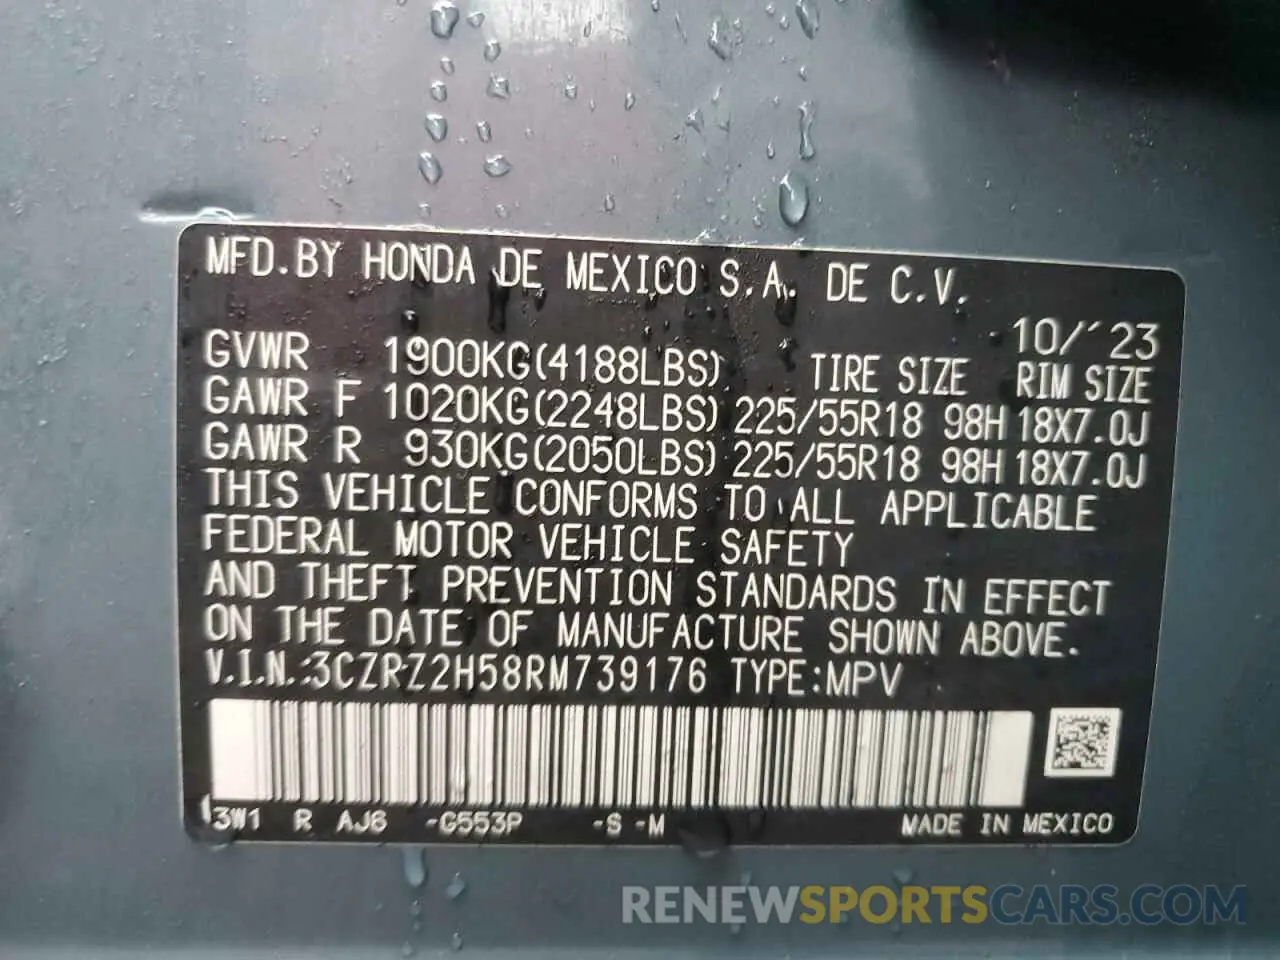 MFD.BY HONDA DE MEXICO S.A. DE C.V.
10/´23
GVWR 1900KG(4188LBS) TIRE SIZE RIM SIZE
GAWR F 1020KG(2248LBS) 225/55R18 98H 18X7.0J
GAWR R 930KG(2050LBS) 225/55R18 98H 18X7.0J
THIS VEHICLE CONFORMS TO ALL APPLICABLE
FEDERAL MOTOR VEHICLE SAFETY
AND THEFT PREVENTION STANDARDS IN EFFECT
ON THE DATE OF MANUFACTURE SHOWN ABOVE.
V.I.N.:3CZRZ2H58RM739176 TYPE:MPV
3W1 R AJ6 -G553P -S -M MADE IN MEXICO
RENEWSPORTSCARS.COM